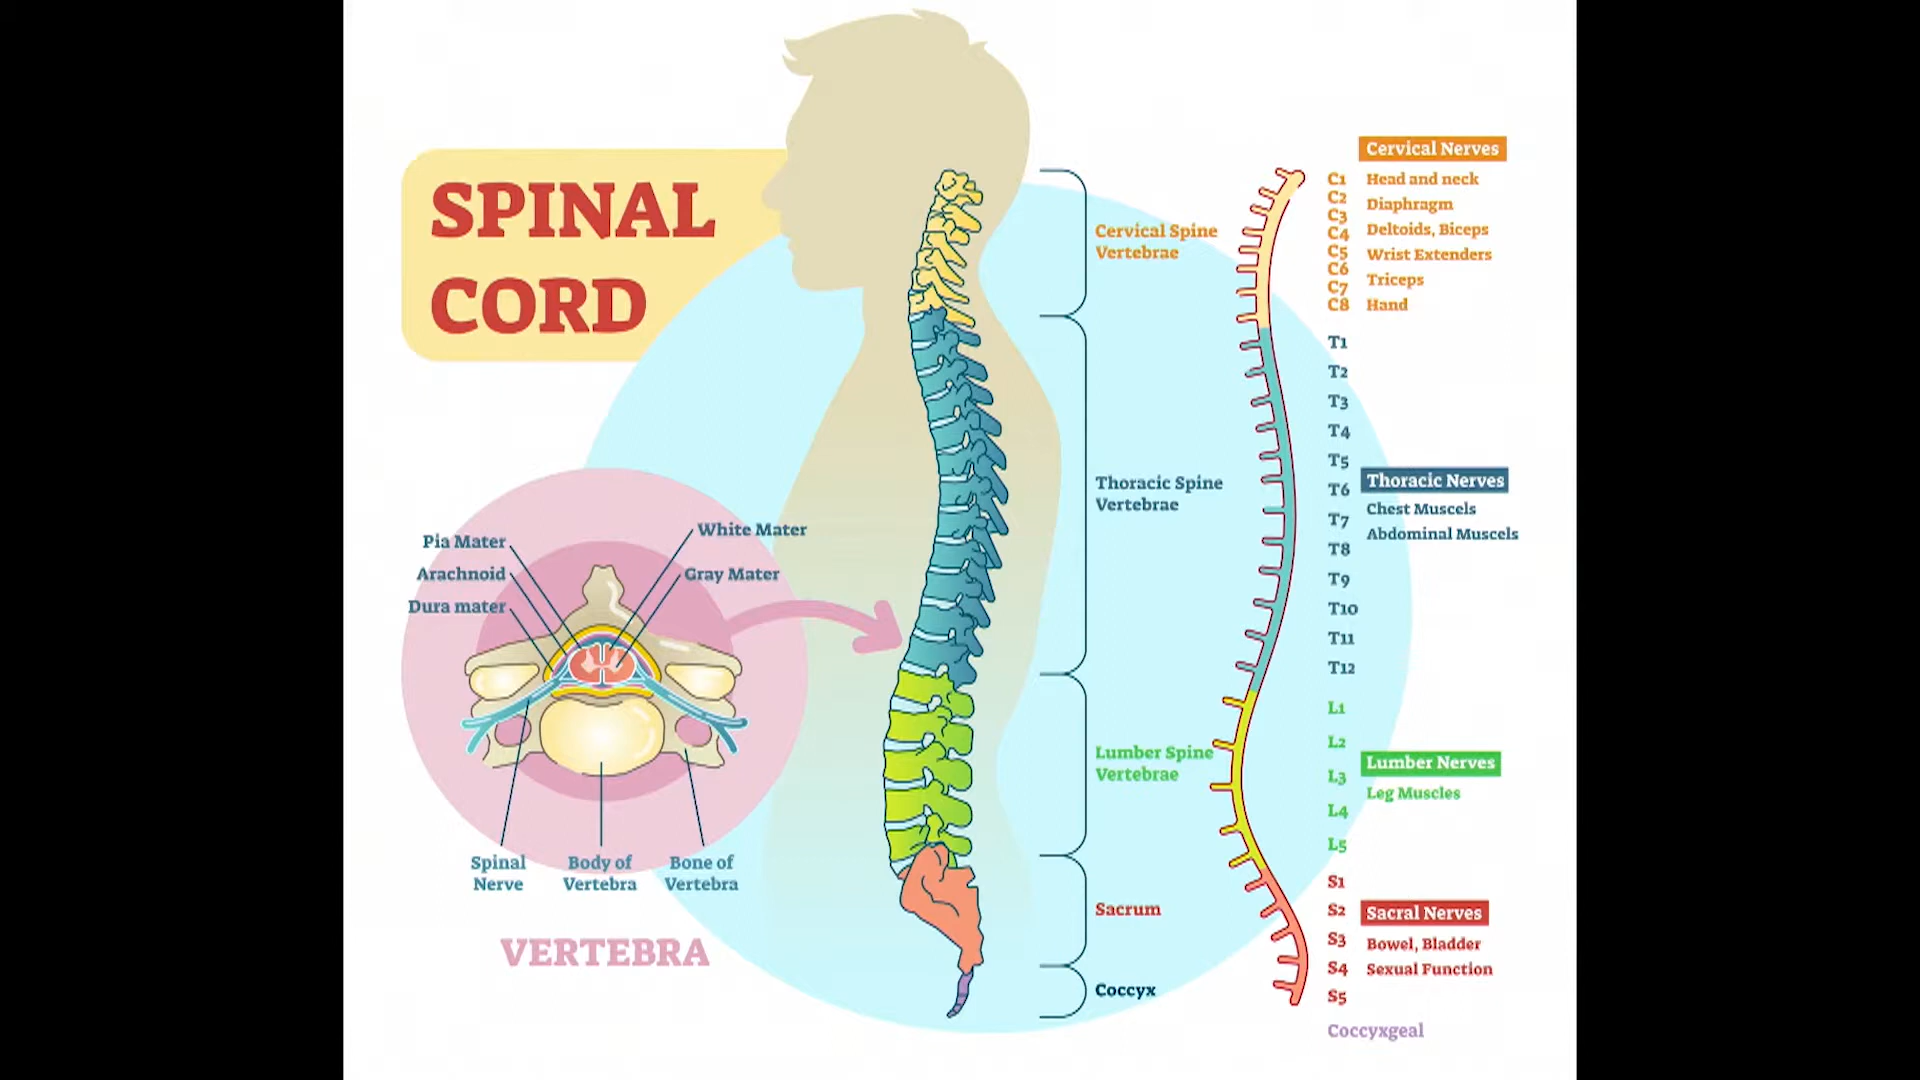 SPINAL
CORD
Pia Mater
Arachnoid
Dura mater
White Mater
Gray Mater
Spinal
Nerve
Body of
Vertebra
Bone of
Vertebra
VERTEBRA
Cervical Spine
Vertebrae
Thoracic Spine
Vertebrae
Lumber Spine
Vertebrae
Sacrum
Coccyx
Cervical Nerves
C1
C2
C3
C4
C5
C6
C7
C8
Head and neck
Diaphragm
Deltoids, Biceps
Wrist Extenders
Triceps
Hand
T1
T2
T3
T4
T5
T6
T7
T8
T9
T10
T11
T12
Thoracic Nerves
Chest Muscels
Abdominal Muscels
L1
L2
L3
L4
L5
Lumber Nerves
Leg Muscles
S1
S2
S3
S4
S5
Sacral Nerves
Bowel, Bladder
Sexual Function
Coccyxgeal